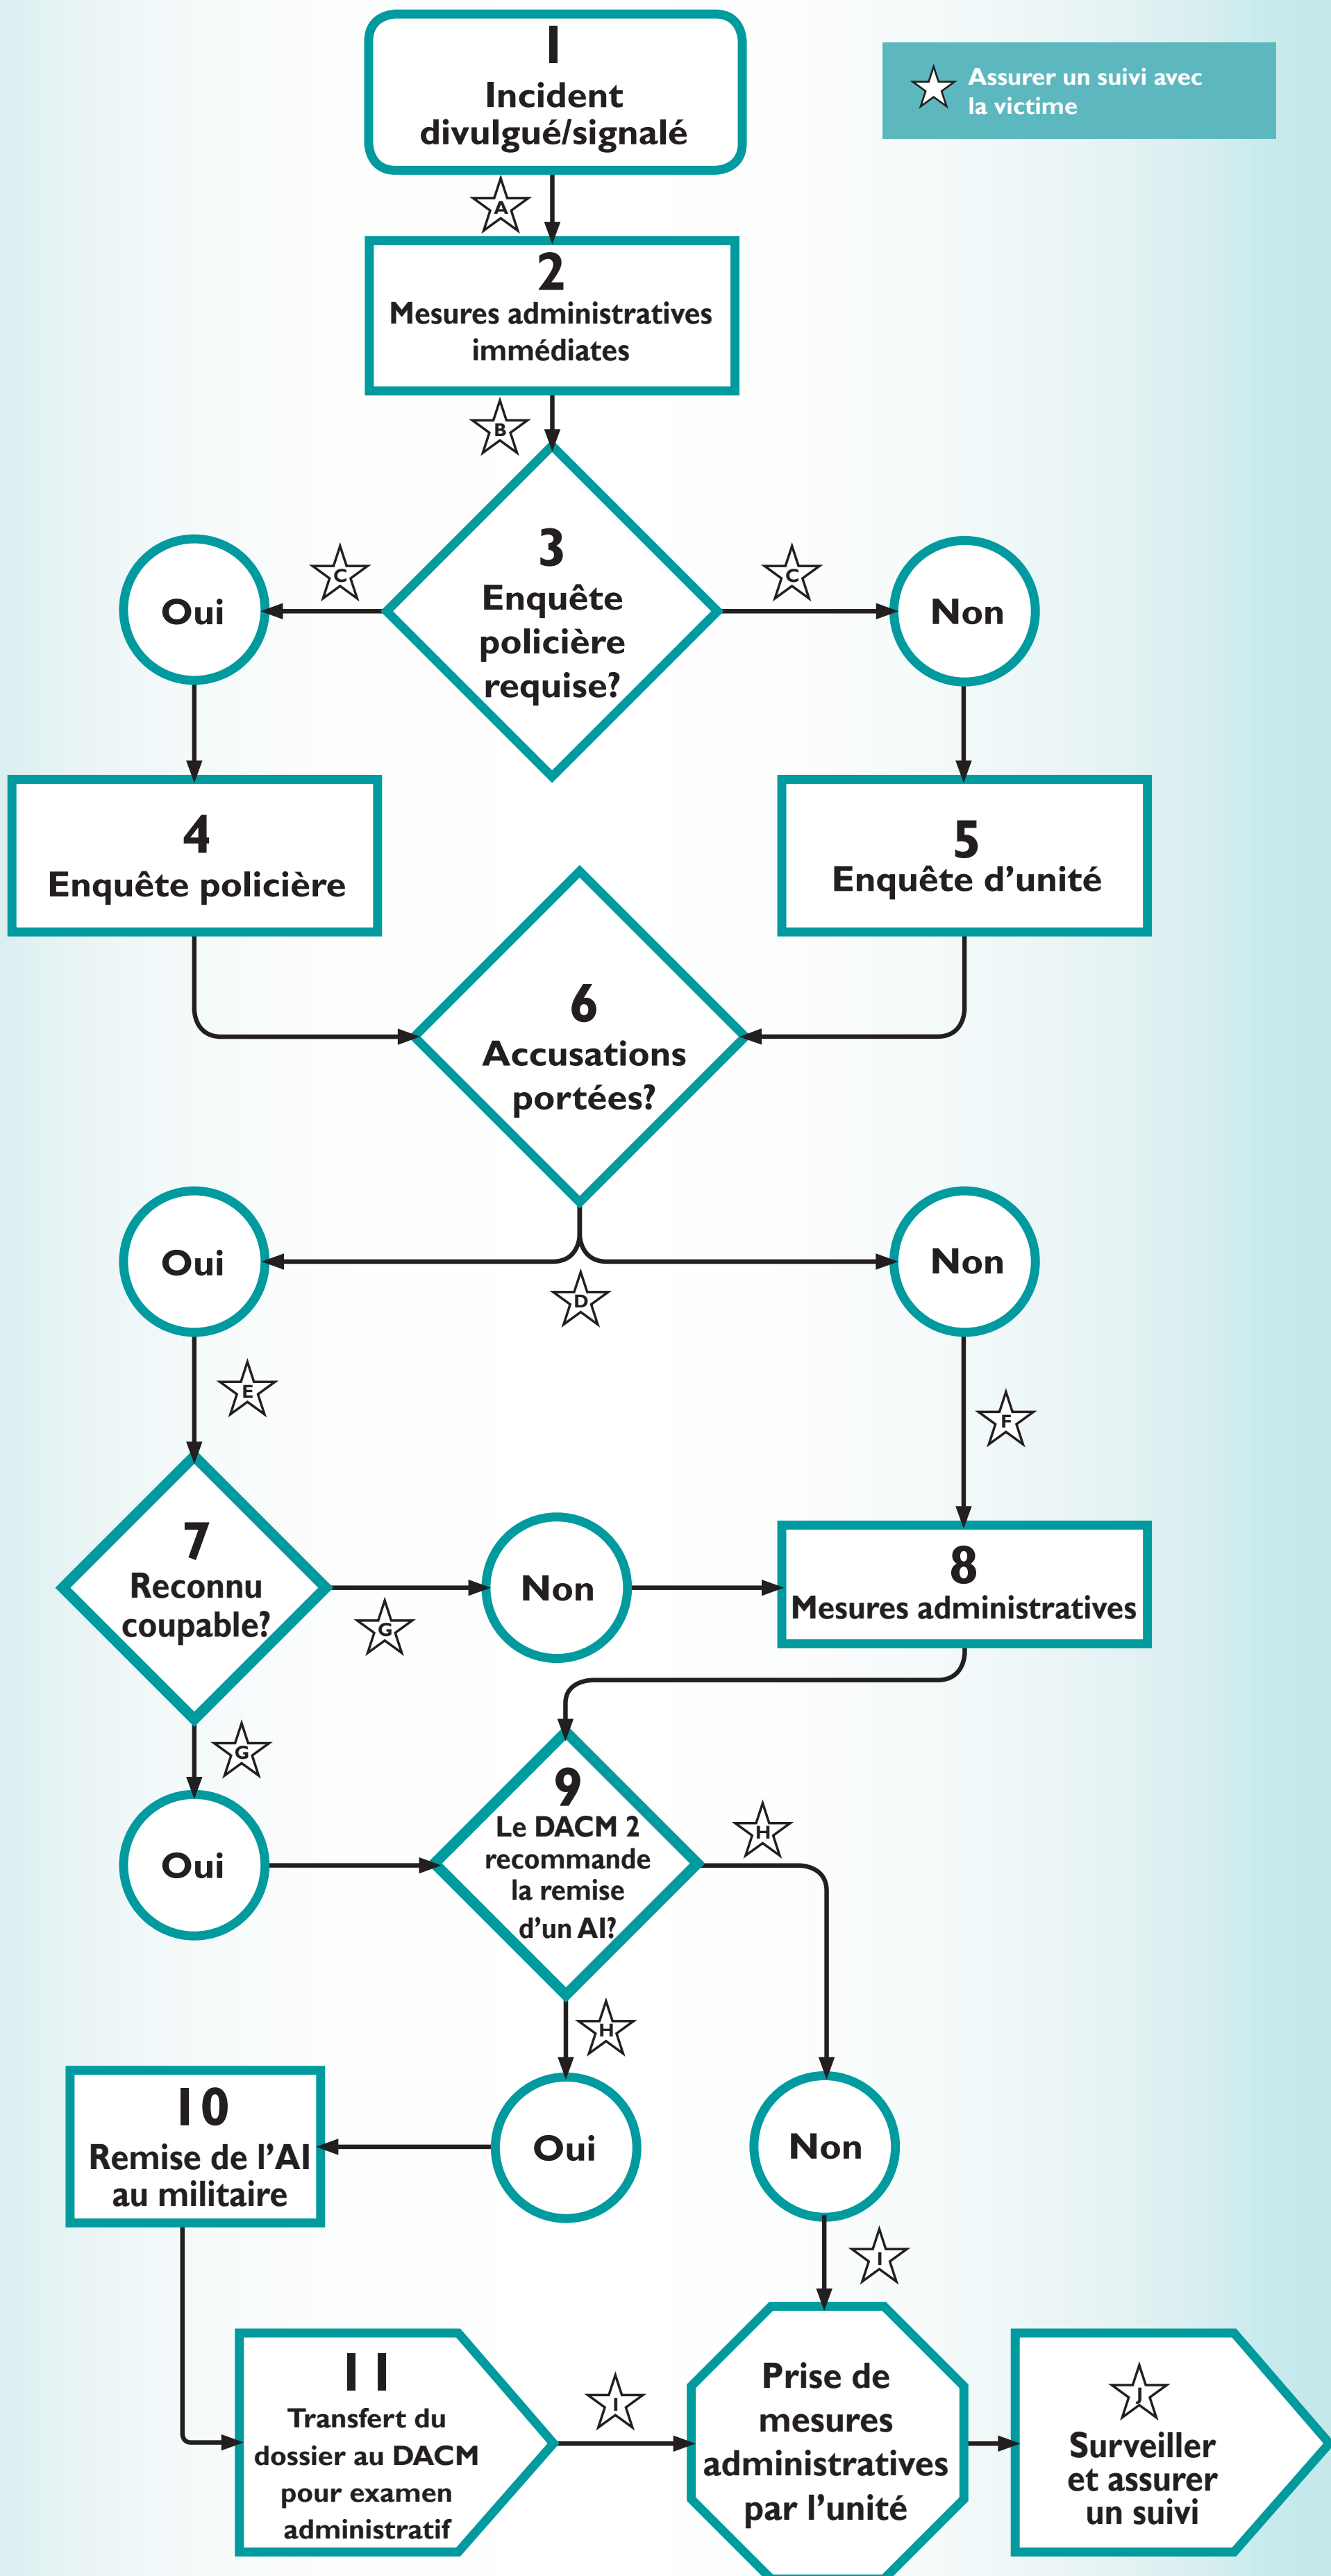 1
Incident
divulgué/signalé
Assurer un suivi avec
la victime
A
2
Mesures administratives
immédiates
B
3
Enquête
policière
requise?
C
C
Oui
Non
4
Enquête policière
5
Enquête d’unité
6
Accusations
portées?
Oui
Non
D
E
F
7
Reconnu
coupable?
G
Non
8
Mesures administratives
G
Oui
9
Le DACM 2
recommande
la remise
d’un AI?
H
H
Oui
Non
10
Remise de l’AI
au militaire
I
11
Transfert du
dossier au DACM
pour examen
administratif
I
Prise de
mesures
administratives
par l’unité
J
Surveiller
et assurer
un suivi